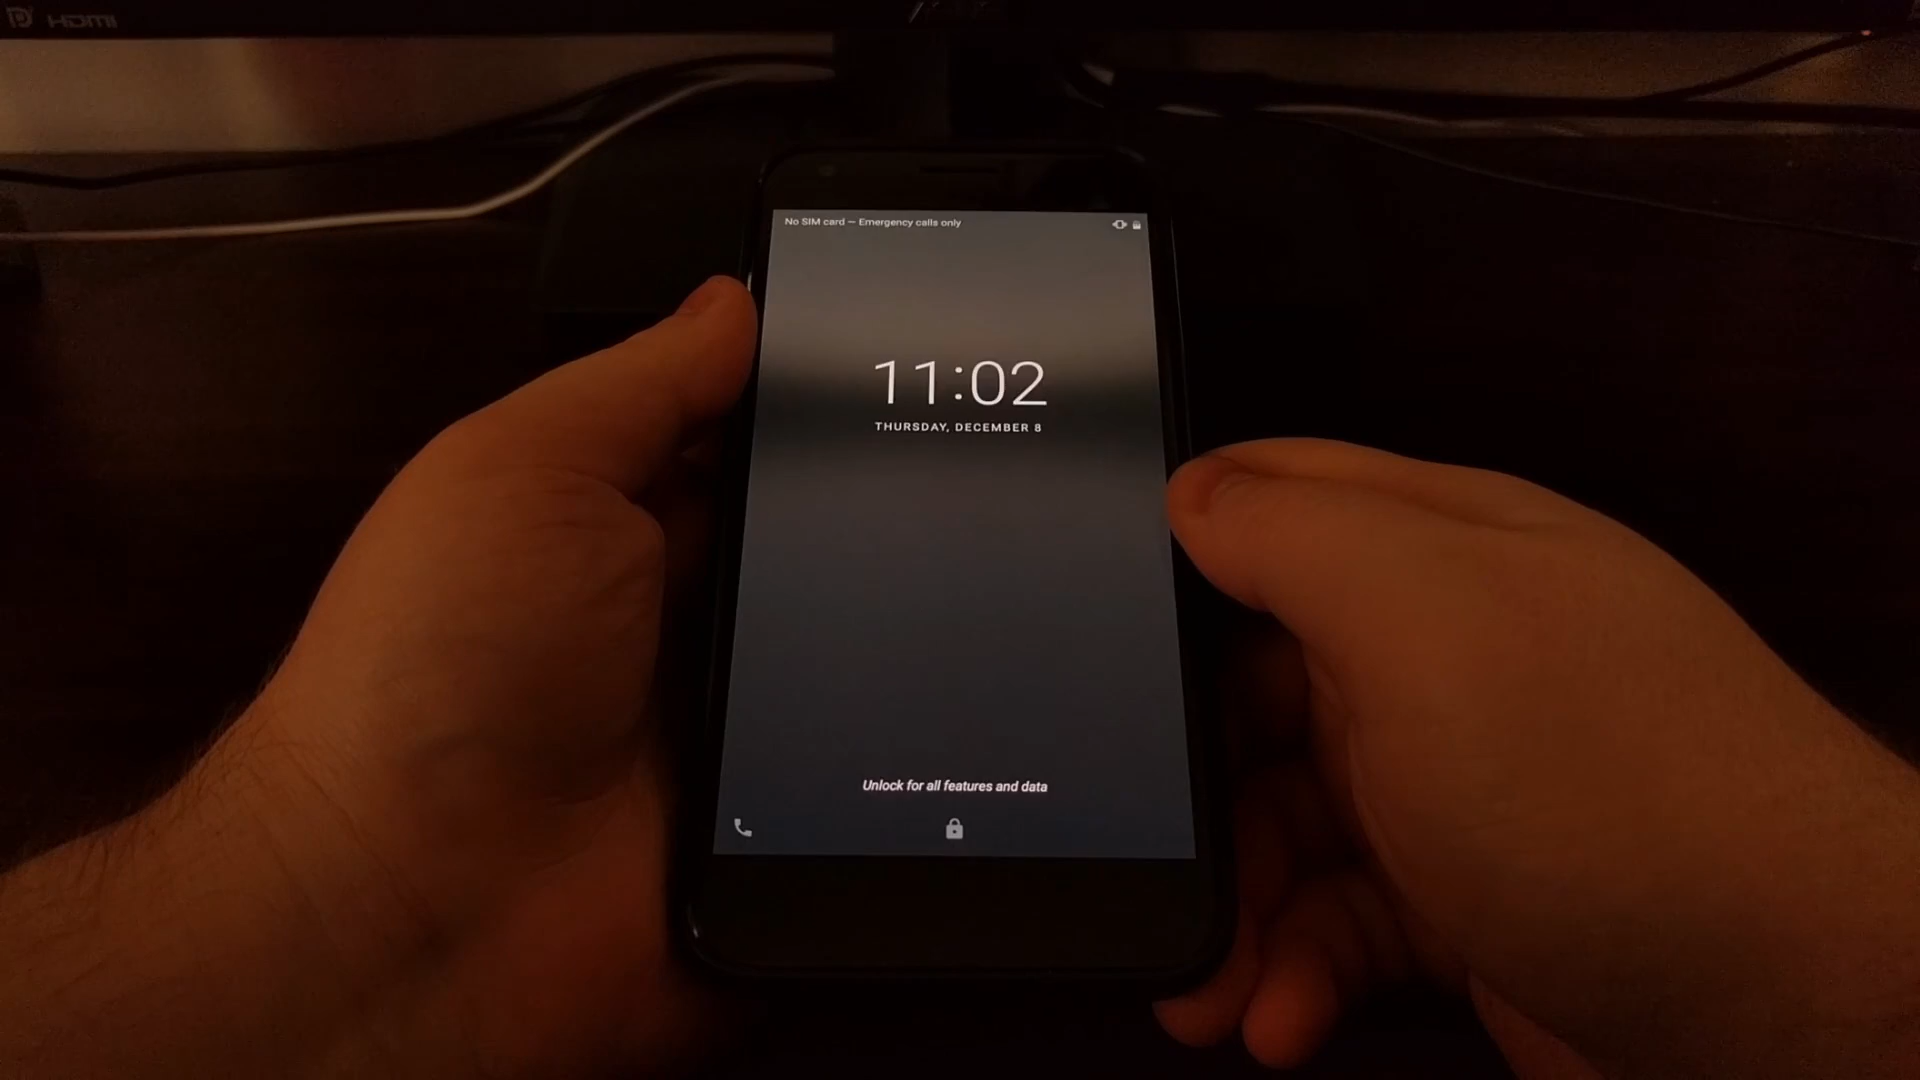 HDMI
No SIM card — Emergency calls only
11:02
THURSDAY, DECEMBER 8
Unlock for all features and data